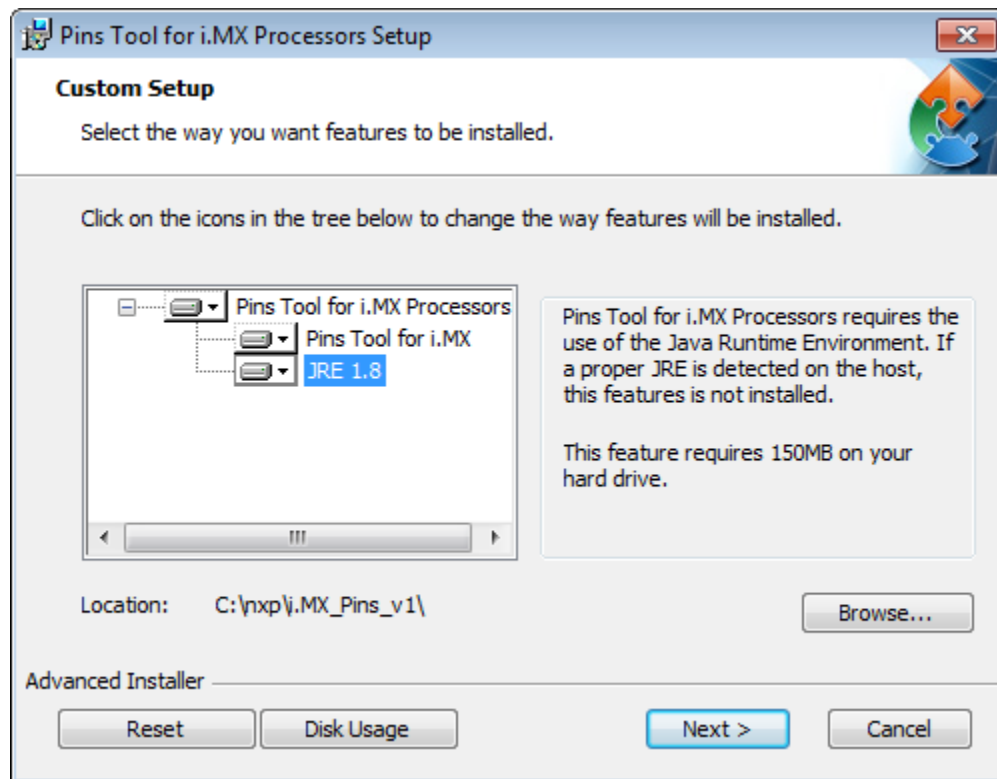 Pins Tool for i.MX Processors Setup
Custom Setup
Select the way you want features to be installed.
Click on the icons in the tree below to change the way features will be installed.
Pins Tool for i.MX Processors
Pins Tool for i.MX
JRE 1.8
Pins Tool for i.MX Processors requires the
use of the Java Runtime Environment. If
a proper JRE is detected on the host,
this features is not installed.
This feature requires 150MB on your
hard drive.
Location: C:\nxp\i.MX_Pins_v1\
Browse...
Advanced Installer
Reset
Disk Usage
Next >
Cancel